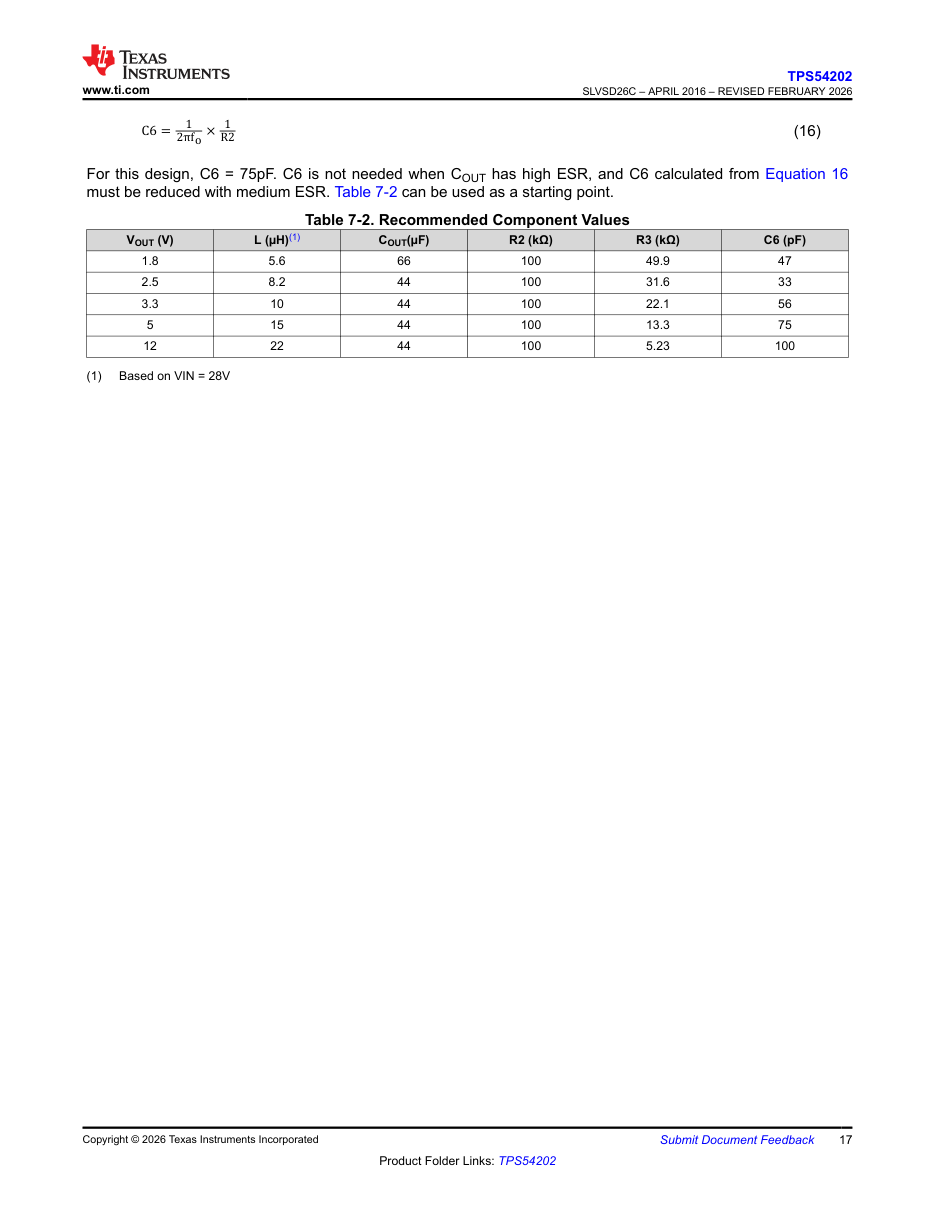 TEXAS
INSTRUMENTS
www.ti.com
TPS54202
SLVSD26C – APRIL 2016 – REVISED FEBRUARY 2026
C6 = 1/2πfo × 1/R2 (16)
For this design, C6 = 75pF. C6 is not needed when COUT has high ESR, and C6 calculated from Equation 16
must be reduced with medium ESR. Table 7-2 can be used as a starting point.
Table 7-2. Recommended Component Values
VOUT (V) L (µH)(1) COUT(µF) R2 (kΩ) R3 (kΩ) C6 (pF)
1.8 5.6 66 100 49.9 47
2.5 8.2 44 100 31.6 33
3.3 10 44 100 22.1 56
5 15 44 100 13.3 75
12 22 44 100 5.23 100
(1) Based on VIN = 28V
Copyright © 2026 Texas Instruments Incorporated
Submit Document Feedback 17
Product Folder Links: TPS54202